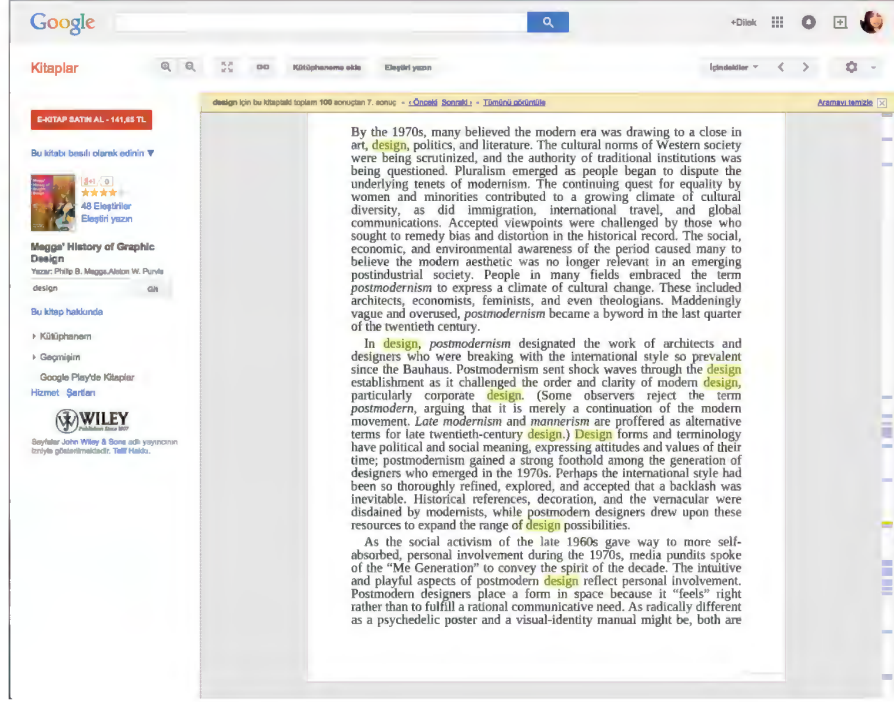 Google
+Dilek
Kitaplar
Kütüphaneme ekle Eleştiri yazın
İçindekiler
design için bu kitaptaki toplam 100 sonuçtan 7. sonuç - ‹ Önceki Sonraki › - Tümünü görüntüle
Aramayı temizle
E-KİTAP SATIN AL - 141,65 TL
Bu kitabı basılı olarak edinin ▼
g+1 0
48 Eleştiriler
Eleştiri yazın
Meggs' History of Graphic
Design
Yazar: Philip B. Meggs,Alston W. Purvis
design
Git
Bu kitap hakkında
Kütüphanem
Geçmişim
Google Play'de Kitaplar
Hizmet Şartları
WILEY
Publishers Since 1807
Sayfalar John Wiley & Sons adlı yayıncının
izniyle gösterilmektedir. Telif Hakkı.
By the 1970s, many believed the modern era was drawing to a close in
art, design, politics, and literature. The cultural norms of Western society
were being scrutinized, and the authority of traditional institutions was
being questioned. Pluralism emerged as people began to dispute the
underlying tenets of modernism. The continuing quest for equality by
women and minorities contributed to a growing climate of cultural
diversity, as did immigration, international travel, and global
communications. Accepted viewpoints were challenged by those who
sought to remedy bias and distortion in the historical record. The social,
economic, and environmental awareness of the period caused many to
believe the modern aesthetic was no longer relevant in an emerging
postindustrial society. People in many fields embraced the term
postmodernism to express a climate of cultural change. These included
architects, economists, feminists, and even theologians. Maddeningly
vague and overused, postmodernism became a byword in the last quarter
of the twentieth century.
In design, postmodernism designated the work of architects and
designers who were breaking with the international style so prevalent
since the Bauhaus. Postmodernism sent shock waves through the design
establishment as it challenged the order and clarity of modern design,
particularly corporate design. (Some observers reject the term
postmodern, arguing that it is merely a continuation of the modern
movement. Late modernism and mannerism are proffered as alternative
terms for late twentieth-century design.) Design forms and terminology
have political and social meaning, expressing attitudes and values of their
time; postmodernism gained a strong foothold among the generation of
designers who emerged in the 1970s. Perhaps the international style had
been so thoroughly refined, explored, and accepted that a backlash was
inevitable. Historical references, decoration, and the vernacular were
disdained by modernists, while postmodern designers drew upon these
resources to expand the range of design possibilities.
As the social activism of the late 1960s gave way to more self-
absorbed, personal involvement during the 1970s, media pundits spoke
of the “Me Generation” to convey the spirit of the decade. The intuitive
and playful aspects of postmodern design reflect personal involvement.
Postmodern designers place a form in space because it “feels” right
rather than to fulfill a rational communicative need. As radically different
as a psychedelic poster and a visual-identity manual might be, both are